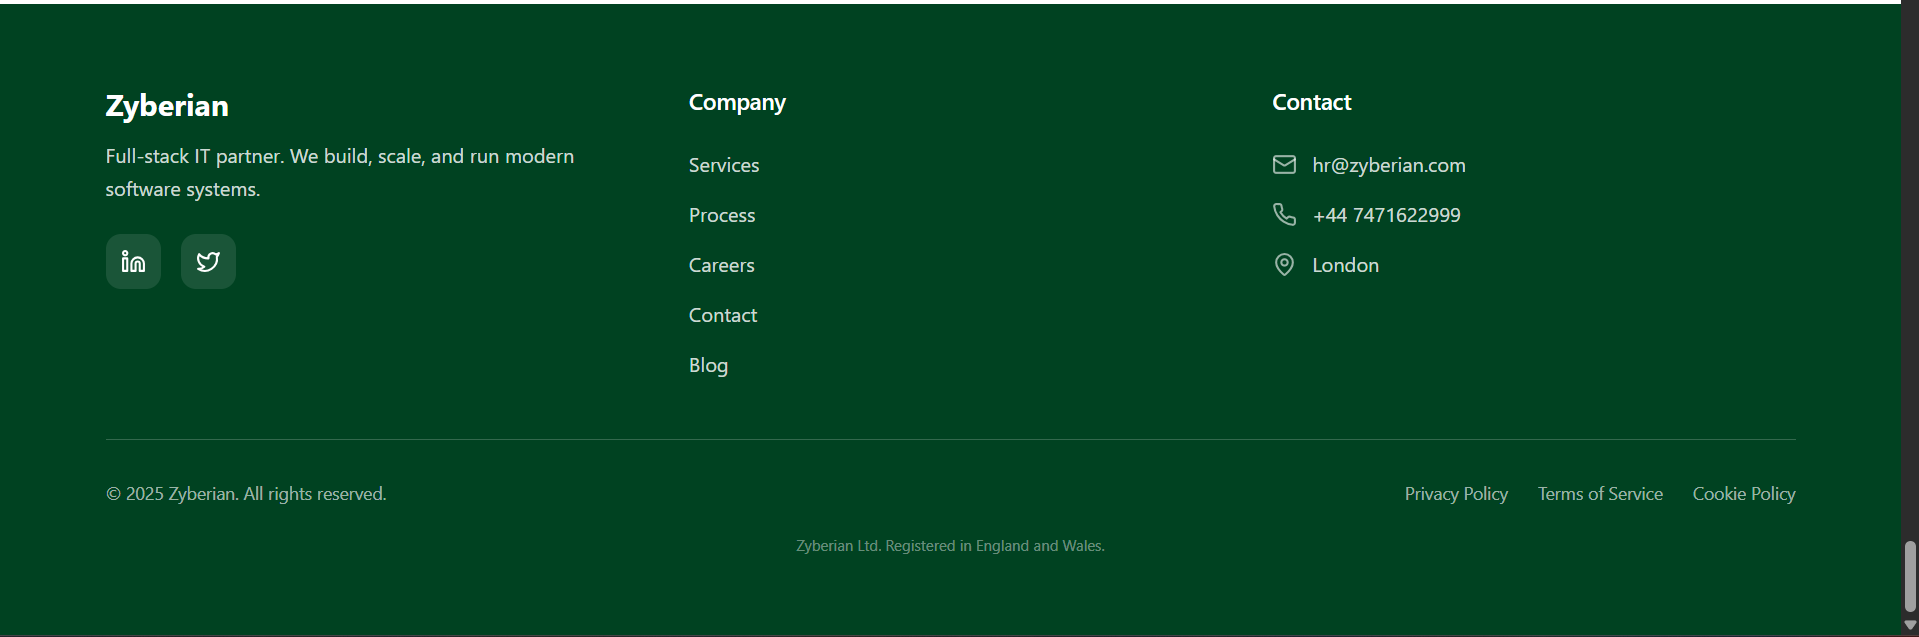 Zyberian
Full-stack IT partner. We build, scale, and run modern
software systems.
Company
Services
Process
Careers
Contact
Blog
Contact
hr@zyberian.com
+44 7471622999
London
© 2025 Zyberian. All rights reserved.
Privacy Policy
Terms of Service
Cookie Policy
Zyberian Ltd. Registered in England and Wales.